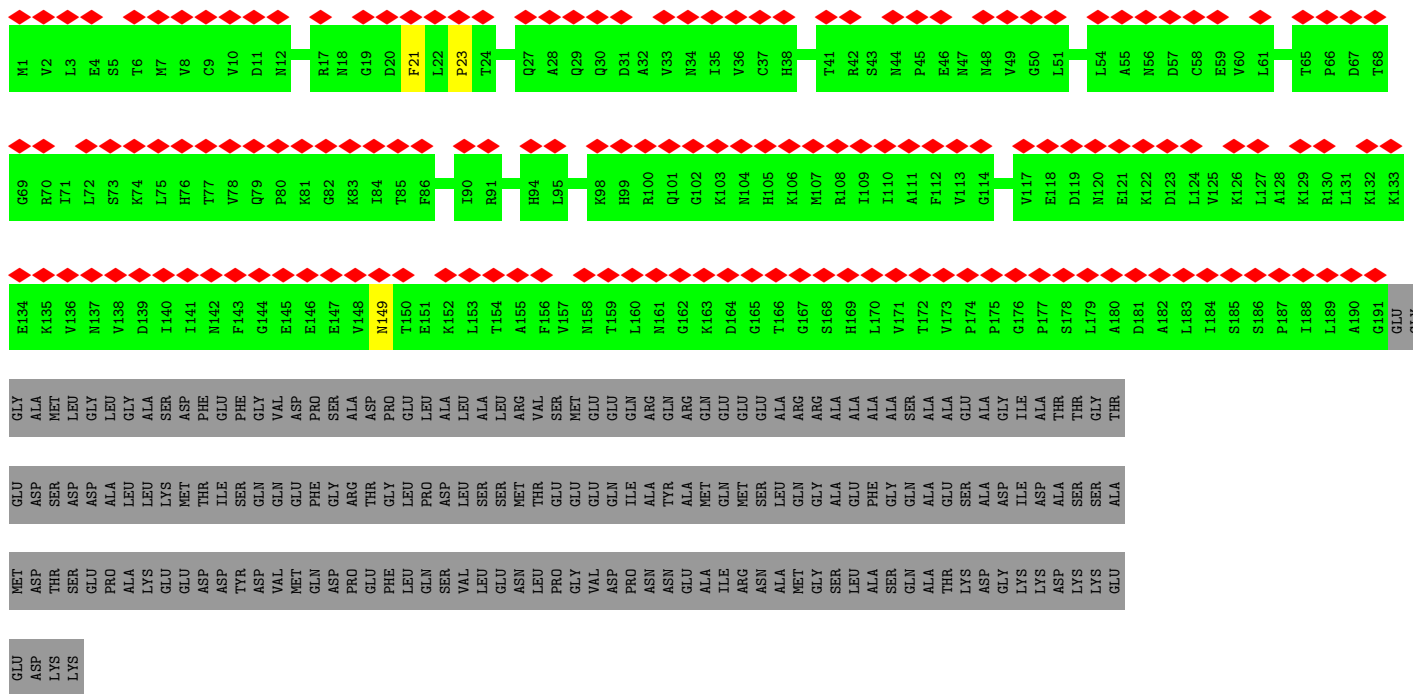 M1 V2 L3 E4 S5 T6 M7 V8 C9 V10 D11 N12 R17 N18 G19 D20 F21 L22 P23 T24 Q27 A28 Q29 Q30 D31 A32 V33 N34 I35 V36 C37 H38 T41 R42 S43 N44 P45 E46 N47 N48 V49 G50 L51 L54 A55 N56 D57 C58 E59 V60 L61 T65 P66 D67 T68
G69 R70 I71 L72 S73 K74 L75 H76 T77 V78 Q79 P80 K81 G82 K83 I84 T85 F86 I90 R91 H94 L95 K98 H99 R100 Q101 G102 K103 N104 H105 K106 M107 R108 I109 I110 A111 F112 V113 G114 V117 E118 D119 N120 E121 K122 D123 L124 V125 K126 L127 A128 K129 R130 L131 K132 K133
E134 K135 V136 N137 V138 D139 I140 I141 N142 F143 G144 E145 E146 E147 V148 N149 T150 E151 K152 L153 T154 A155 F156 V157 N158 T159 L160 N161 G162 K163 D164 G165 T166 G167 S168 H169 L170 V171 T172 V173 P174 P175 G176 P177 S178 L179 A180 D181 A182 L183 I184 S185 S186 P187 I188 L189 A190 G191 GLU GLY
GLY ALA MET LEU GLY LEU GLY ALA SER ASP PHE GLU PHE GLY VAL ASP PRO SER ALA ASP PRO GLU LEU ALA LEU ALA LEU ARG VAL SER MET GLU GLU GLN ARG GLN ARG GLN GLU GLU GLU ALA ARG ARG ALA ALA ALA ALA SER ALA ALA GLU ALA GLY ILE ALA THR THR GLY THR
GLU ASP SER ASP ASP ALA LEU LEU LYS MET THR ILE SER GLN GLN GLU PHE GLY ARG THR GLY LEU PRO ASP LEU SER SER MET THR GLU GLU GLU GLN ILE ALA TYR ALA MET GLN MET SER LEU GLN GLY ALA GLU PHE GLY GLN ALA GLU SER ALA ASP ILE ASP ALA SER SER ALA
MET ASP THR SER GLU PRO ALA LYS GLU GLU ASP ASP TYR ASP VAL MET GLN ASP PRO GLU PHE LEU GLN SER VAL LEU GLU ASN LEU PRO GLY VAL ASP PRO ASN ASN GLU ALA ILE ARG ASN ALA MET GLY SER LEU ALA SER GLN ALA THR LYS ASP GLY LYS LYS ASP LYS LYS GLU
GLU ASP LYS LYS